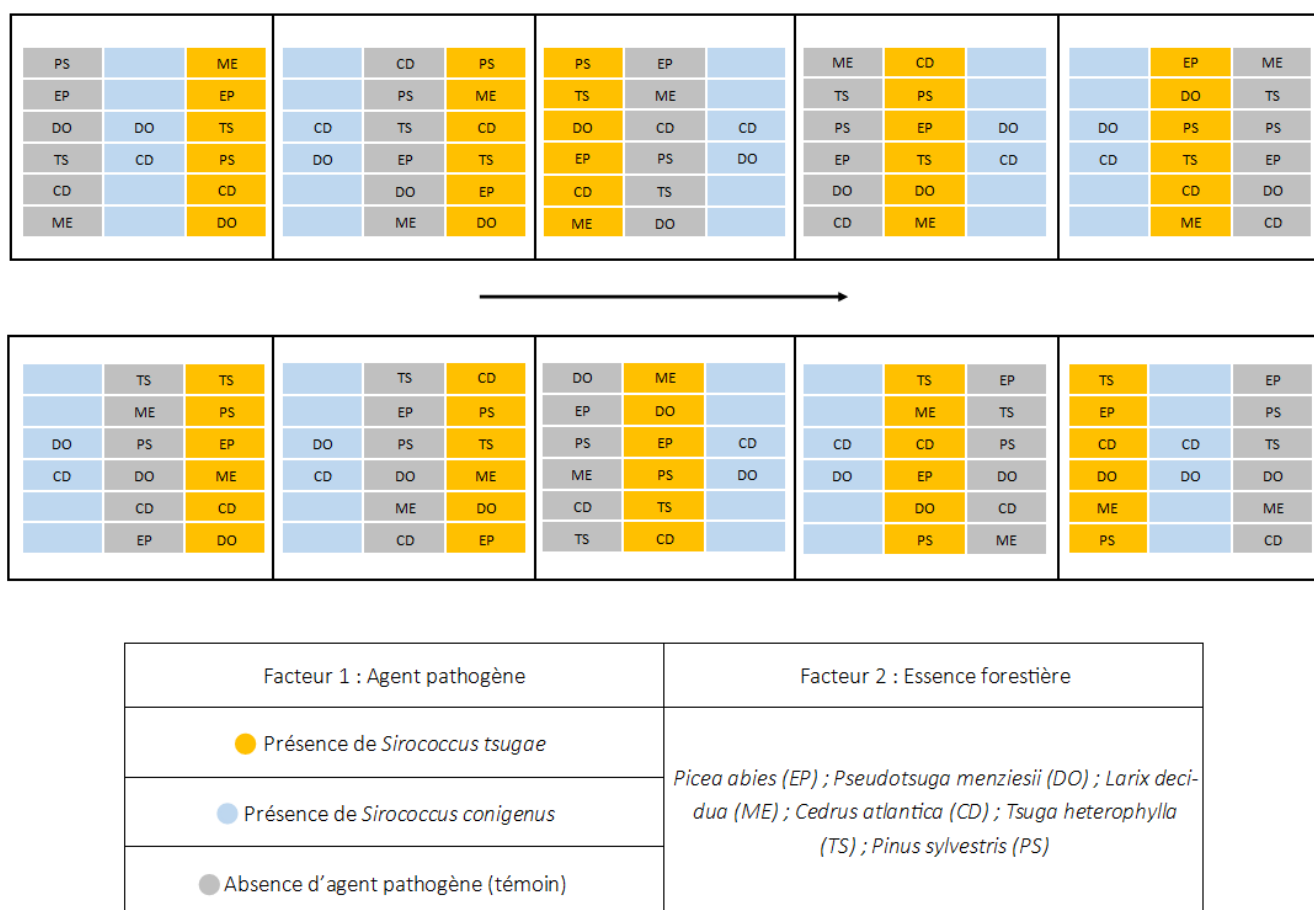 PS ME CD PS PS EP ME CD EP ME
EP EP PS ME TS ME TS PS DO TS
DO DO TS CD TS CD DO CD CD PS EP DO DO PS PS
TS CD PS DO EP TS EP PS DO EP TS CD CD TS EP
CD CD DO EP CD TS DO DO CD DO
ME DO ME DO ME DO CD ME ME CD
TS TS TS CD DO ME TS EP TS EP
ME PS EP PS EP DO ME TS EP PS
DO PS EP DO PS TS PS EP CD CD CD PS CD CD TS
CD DO ME CD DO ME ME PS DO DO EP DO DO DO DO
CD CD ME DO CD TS DO CD ME ME
EP DO CD EP TS CD PS ME PS CD
Facteur 1 : Agent pathogène Facteur 2 : Essence forestière
Présence de Sirococcus tsugae
Présence de Sirococcus conigenus
Absence d’agent pathogène (témoin)
Picea abies (EP) ; Pseudotsuga menziesii (DO) ; Larix deci-
dua (ME) ; Cedrus atlantica (CD) ; Tsuga heterophylla
(TS) ; Pinus sylvestris (PS)